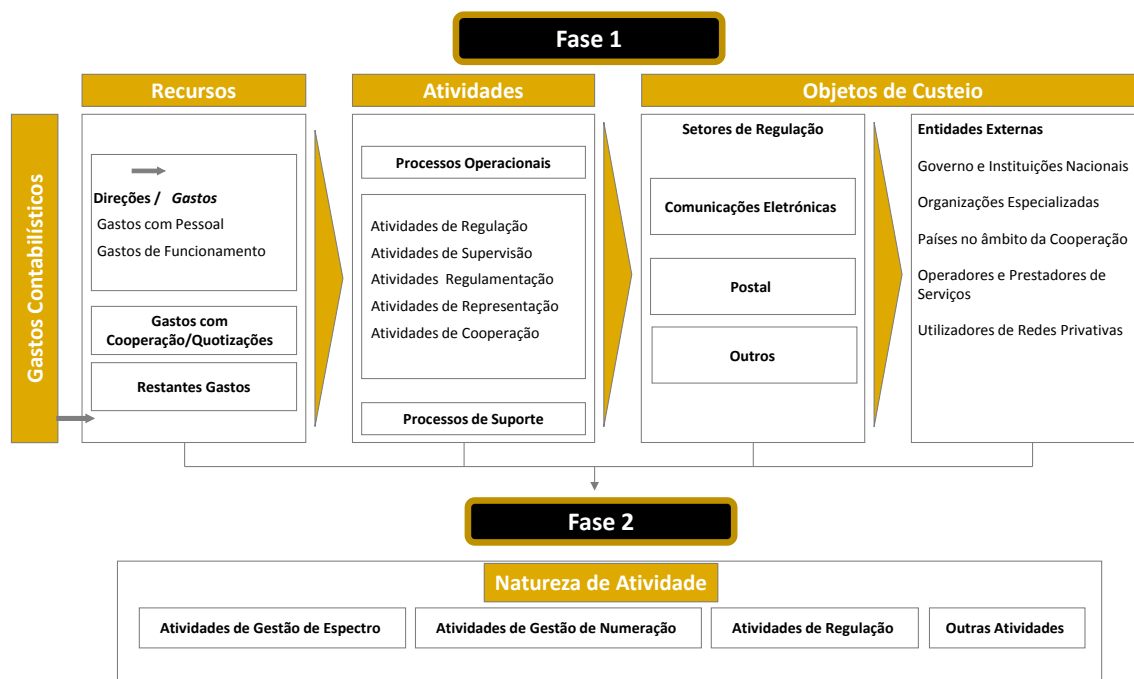 Fase 1
Recursos
Atividades
Objetos de Custeio
Gastos Contabilísticos
Direções / Gastos
Gastos com Pessoal
Gastos de Funcionamento
Gastos com
Cooperação/Quotizações
Restantes Gastos
Processos Operacionais
Atividades de Regulação
Atividades de Supervisão
Atividades Regulamentação
Atividades de Representação
Atividades de Cooperação
Processos de Suporte
Setores de Regulação
Comunicações Eletrónicas
Postal
Outros
Entidades Externas
Governo e Instituições Nacionais
Organizações Especializadas
Países no âmbito da Cooperação
Operadores e Prestadores de
Serviços
Utilizadores de Redes Privativas
Fase 2
Natureza de Atividade
Atividades de Gestão de Espectro
Atividades de Gestão de Numeração
Atividades de Regulação
Outras Atividades